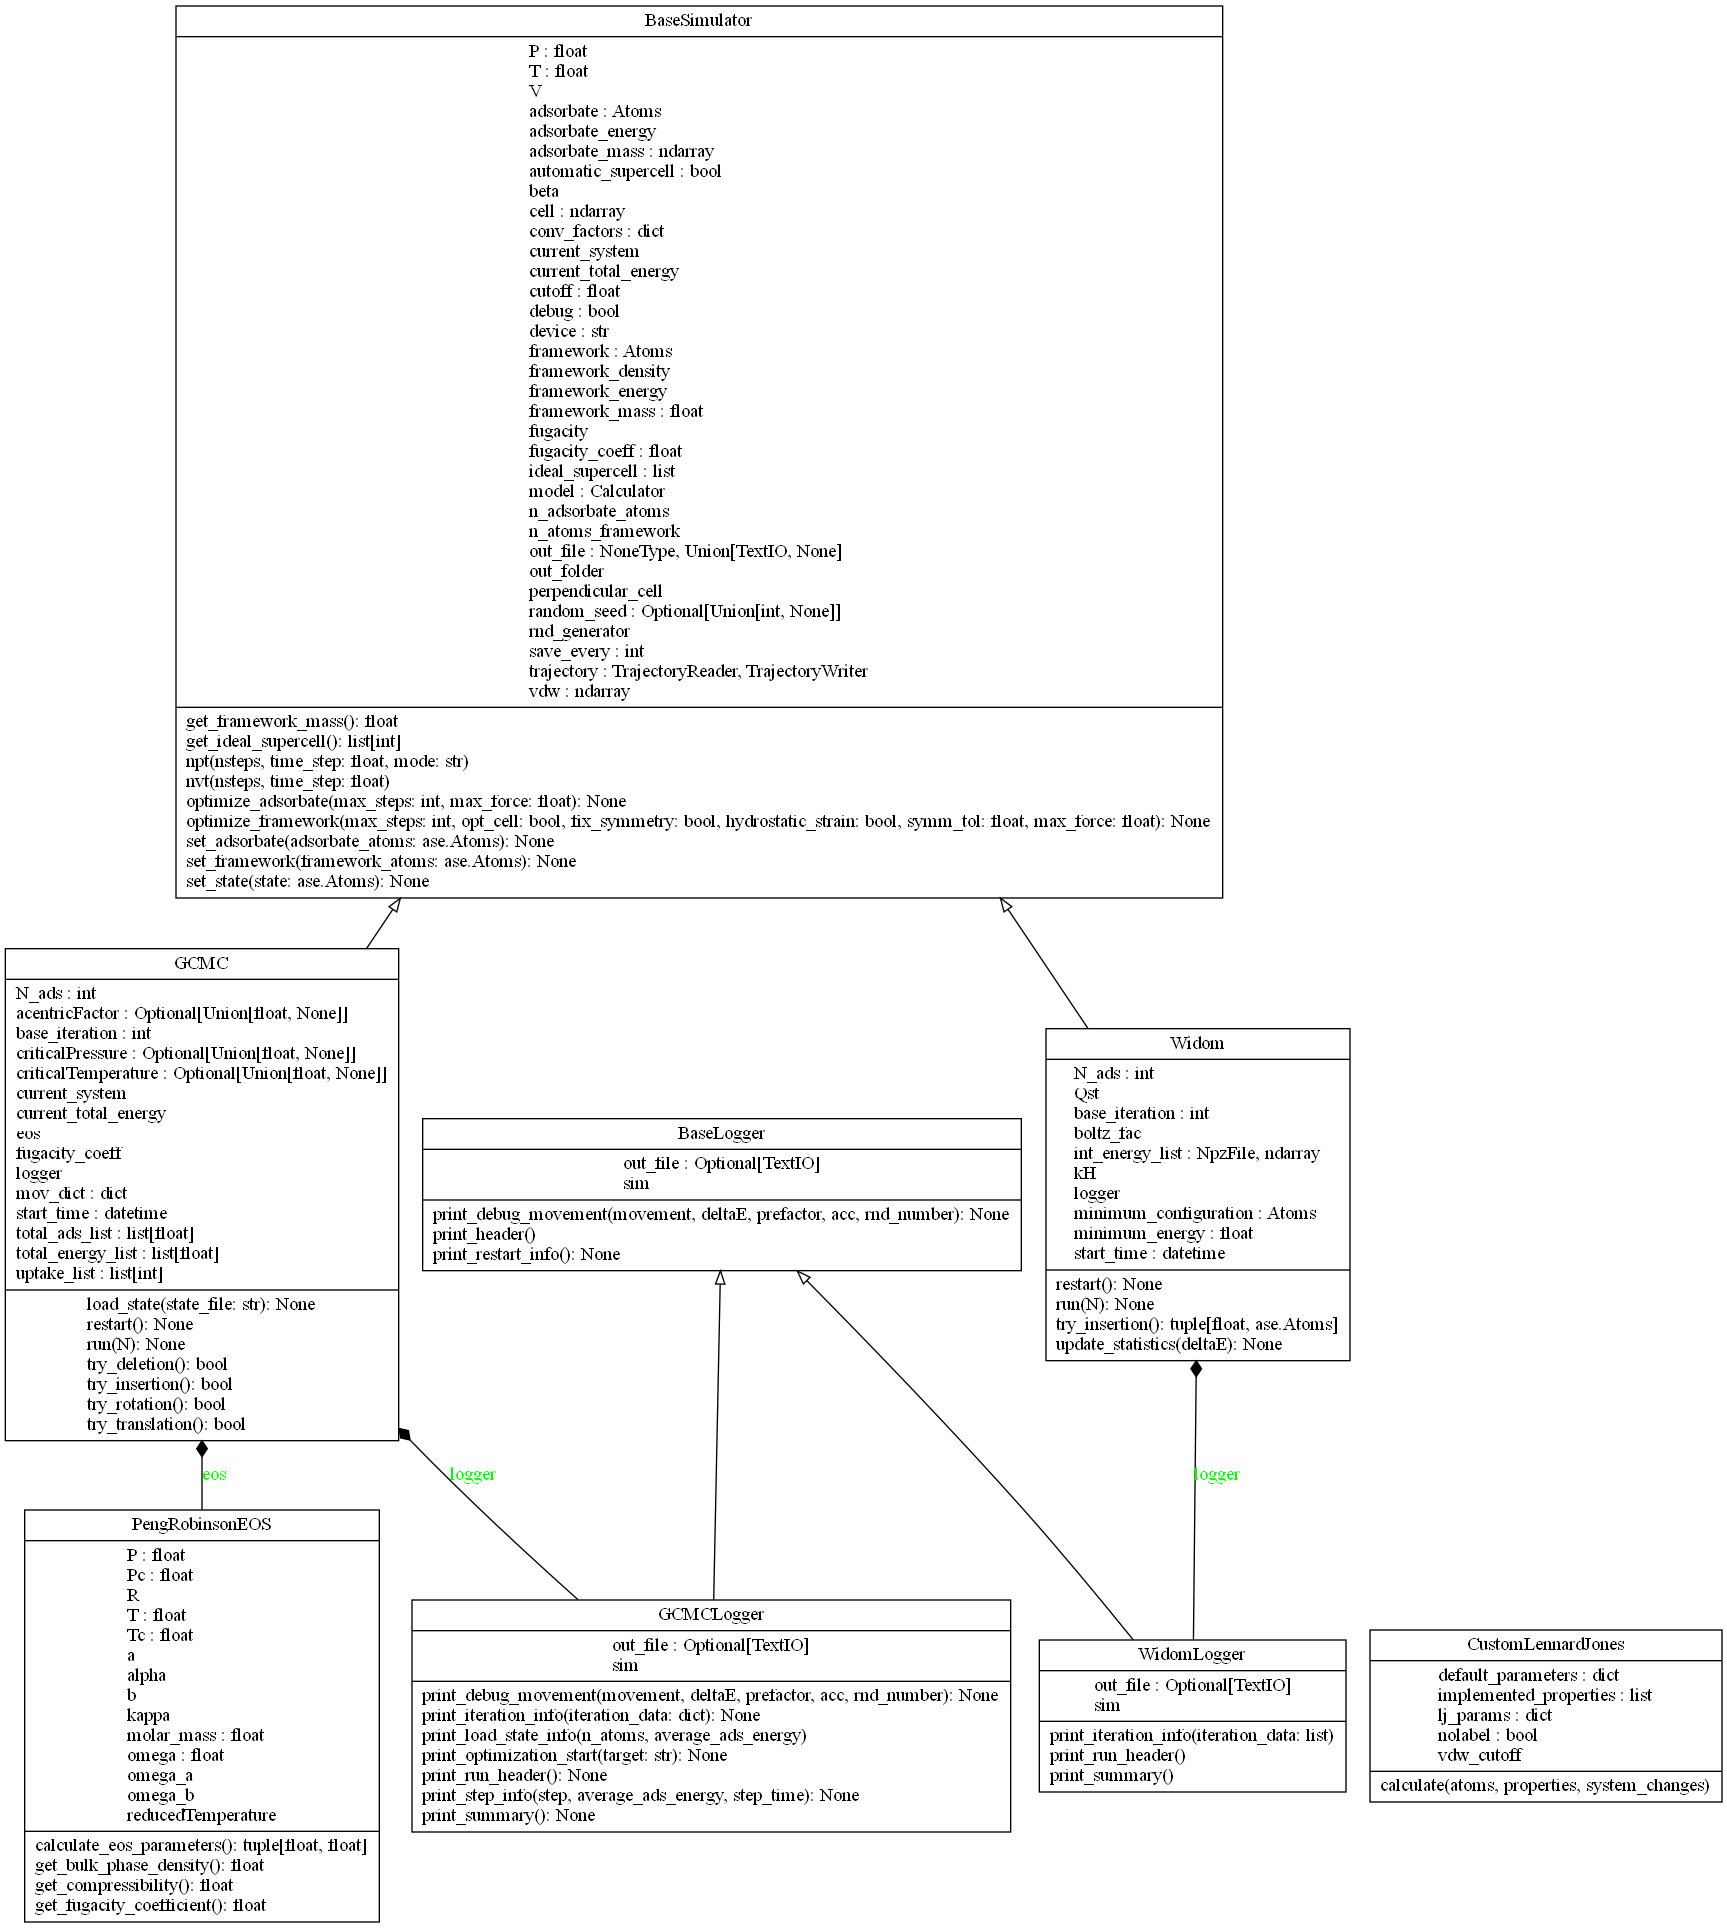 BaseSimulator
P : float
T : float
V
adsorbate : Atoms
adsorbate_energy
adsorbate_mass : ndarray
automatic_supercell : bool
beta
cell : ndarray
conv_factors : dict
current_system
current_total_energy
cutoff : float
debug : bool
device : str
framework : Atoms
framework_density
framework_energy
framework_mass : float
fugacity
fugacity_coeff : float
ideal_supercell : list
model : Calculator
n_adsorbate_atoms
n_atoms_framework
out_file : NoneType, Union[TextIO, None]
out_folder
perpendicular_cell
random_seed : Optional[Union[int, None]]
rnd_generator
save_every : int
trajectory : TrajectoryReader, TrajectoryWriter
vdw : ndarray
get_framework_mass(): float
get_ideal_supercell(): list[int]
npt(nsteps, time_step: float, mode: str)
nvt(nsteps, time_step: float)
optimize_adsorbate(max_steps: int, max_force: float): None
optimize_framework(max_steps: int, opt_cell: bool, fix_symmetry: bool, hydrostatic_strain: bool, symm_tol: float, max_force: float): None
set_adsorbate(adsorbate_atoms: ase.Atoms): None
set_framework(framework_atoms: ase.Atoms): None
set_state(state: ase.Atoms): None
GCMC
N_ads : int
acentricFactor : Optional[Union[float, None]]
base_iteration : int
criticalPressure : Optional[Union[float, None]]
criticalTemperature : Optional[Union[float, None]]
current_system
current_total_energy
eos
fugacity_coeff
logger
mov_dict : dict
start_time : datetime
total_ads_list : list[float]
total_energy_list : list[float]
uptake_list : list[int]
load_state(state_file: str): None
restart(): None
run(N): None
try_deletion(): bool
try_insertion(): bool
try_rotation(): bool
try_translation(): bool
BaseLogger
out_file : Optional[TextIO]
sim
print_debug_movement(movement, deltaE, prefactor, acc, rnd_number): None
print_header()
print_restart_info(): None
Widom
N_ads : int
Qst
base_iteration : int
boltz_fac
int_energy_list : NpzFile, ndarray
kH
logger
minimum_configuration : Atoms
minimum_energy : float
start_time : datetime
restart(): None
run(N): None
try_insertion(): tuple[float, ase.Atoms]
update_statistics(deltaE): None
eos
logger
logger
PengRobinsonEOS
P : float
Pc : float
R
T : float
Tc : float
a
alpha
b
kappa
molar_mass : float
omega : float
omega_a
omega_b
reducedTemperature
calculate_eos_parameters(): tuple[float, float]
get_bulk_phase_density(): float
get_compressibility(): float
get_fugacity_coefficient(): float
GCMCLogger
out_file : Optional[TextIO]
sim
print_debug_movement(movement, deltaE, prefactor, acc, rnd_number): None
print_iteration_info(iteration_data: dict): None
print_load_state_info(n_atoms, average_ads_energy)
print_optimization_start(target: str): None
print_run_header(): None
print_step_info(step, average_ads_energy, step_time): None
print_summary(): None
WidomLogger
out_file : Optional[TextIO]
sim
print_iteration_info(iteration_data: list)
print_run_header()
print_summary()
CustomLennardJones
default_parameters : dict
implemented_properties : list
lj_params : dict
nolabel : bool
vdw_cutoff
calculate(atoms, properties, system_changes)